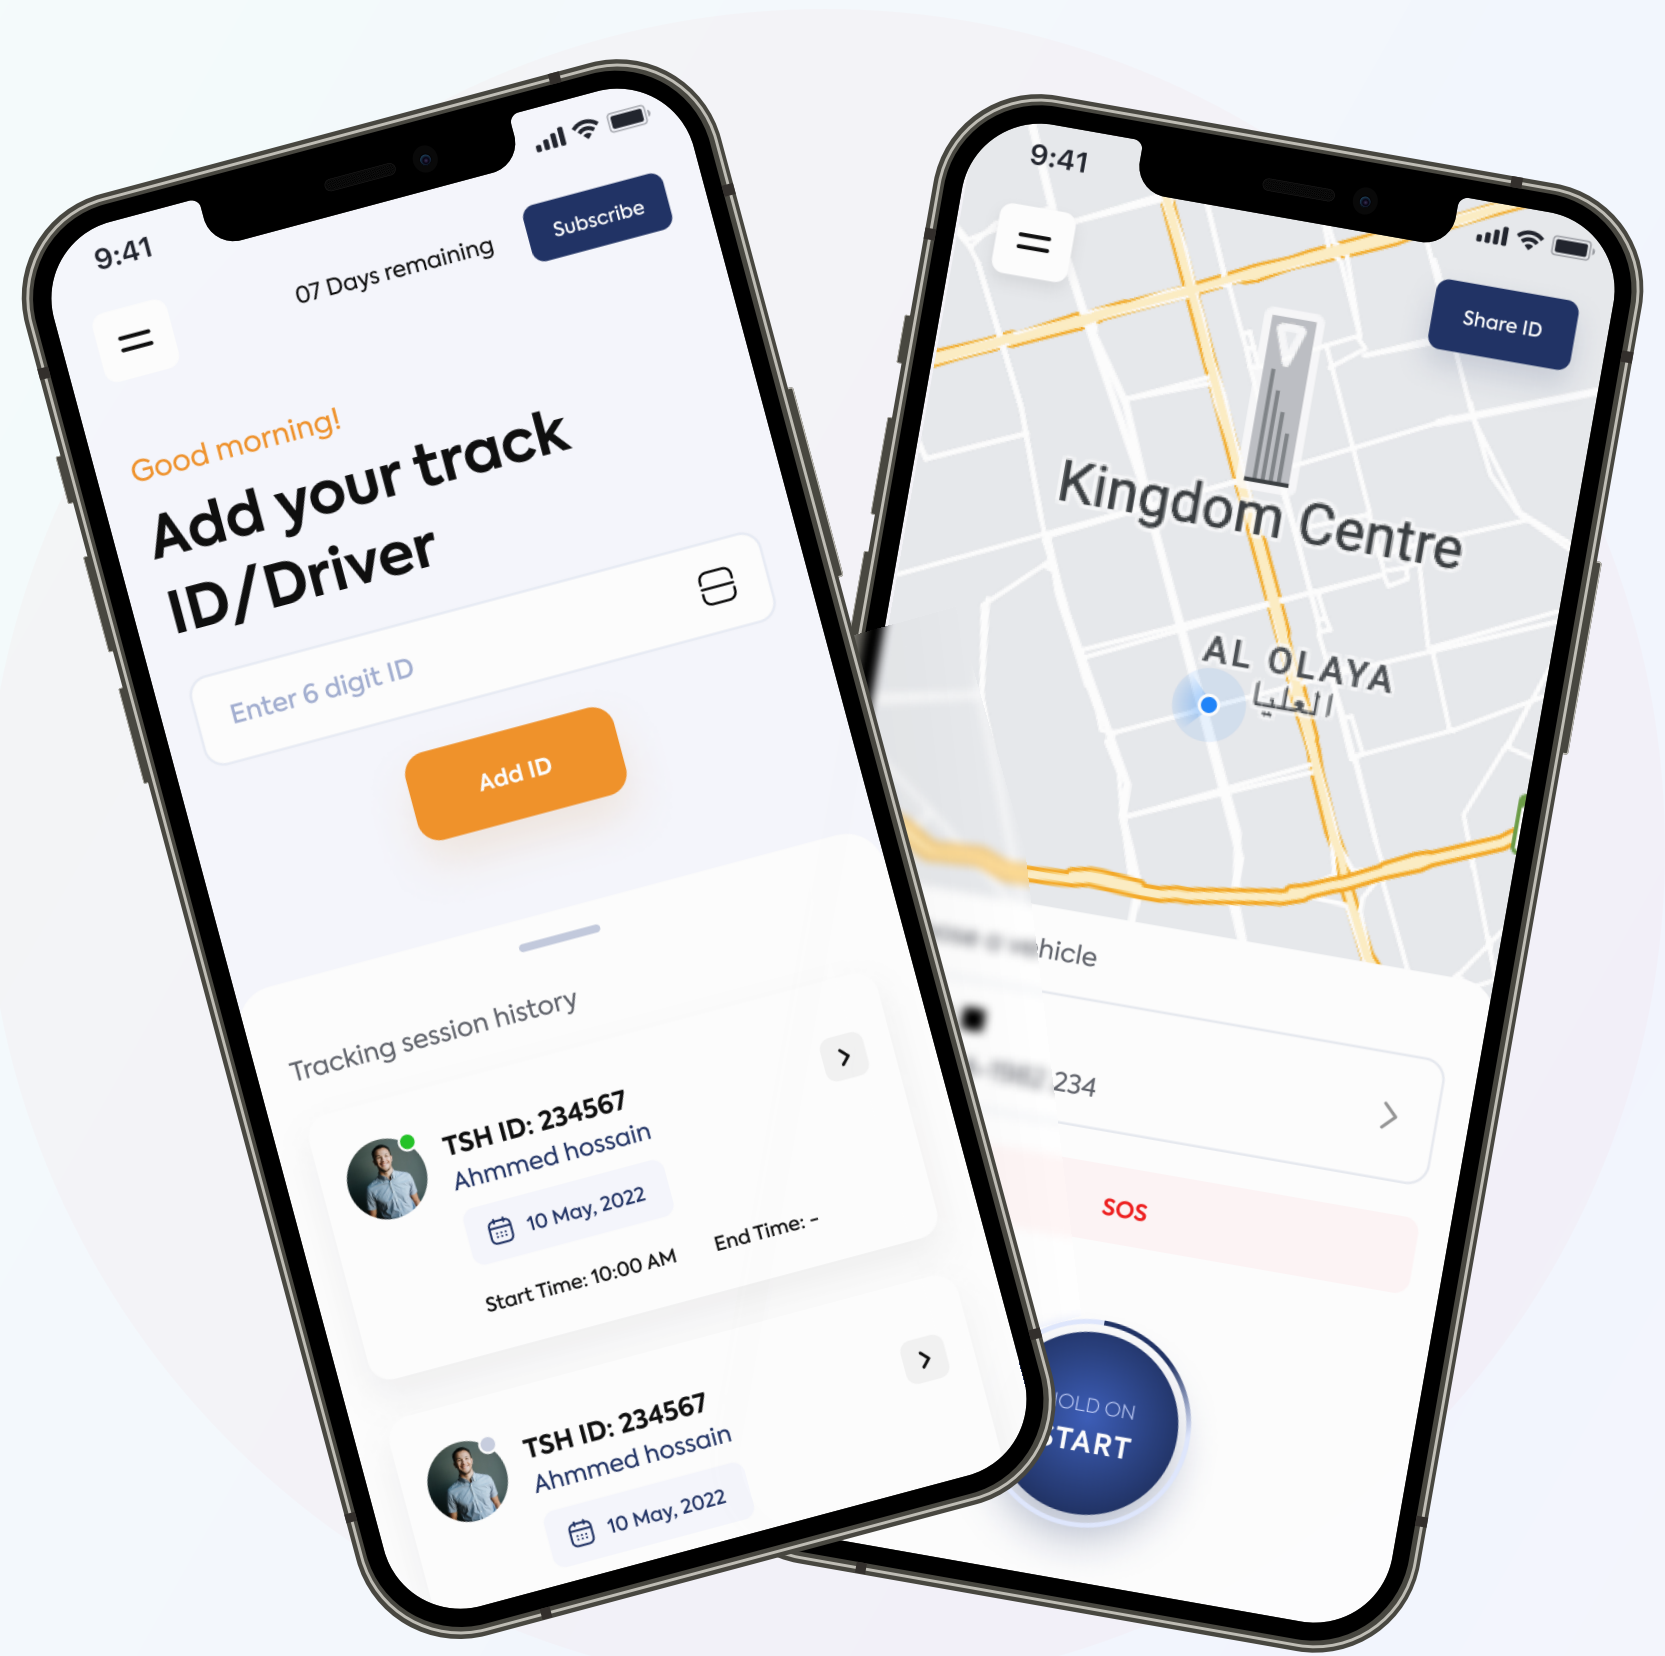 9:41
07 Days remaining
Subscribe
Good morning!
Add your track
ID/Driver
Enter 6 digit ID
Add ID
Tracking session history
TSH ID: 234567
Ahmmed hossain
10 May, 2022
Start Time: 10:00 AM
End Time: -
TSH ID: 234567
Ahmmed hossain
10 May, 2022
9:41
Share ID
Kingdom Centre
AL OLAYA
العليا
a vehicle
234
SOS
HOLD ON
START